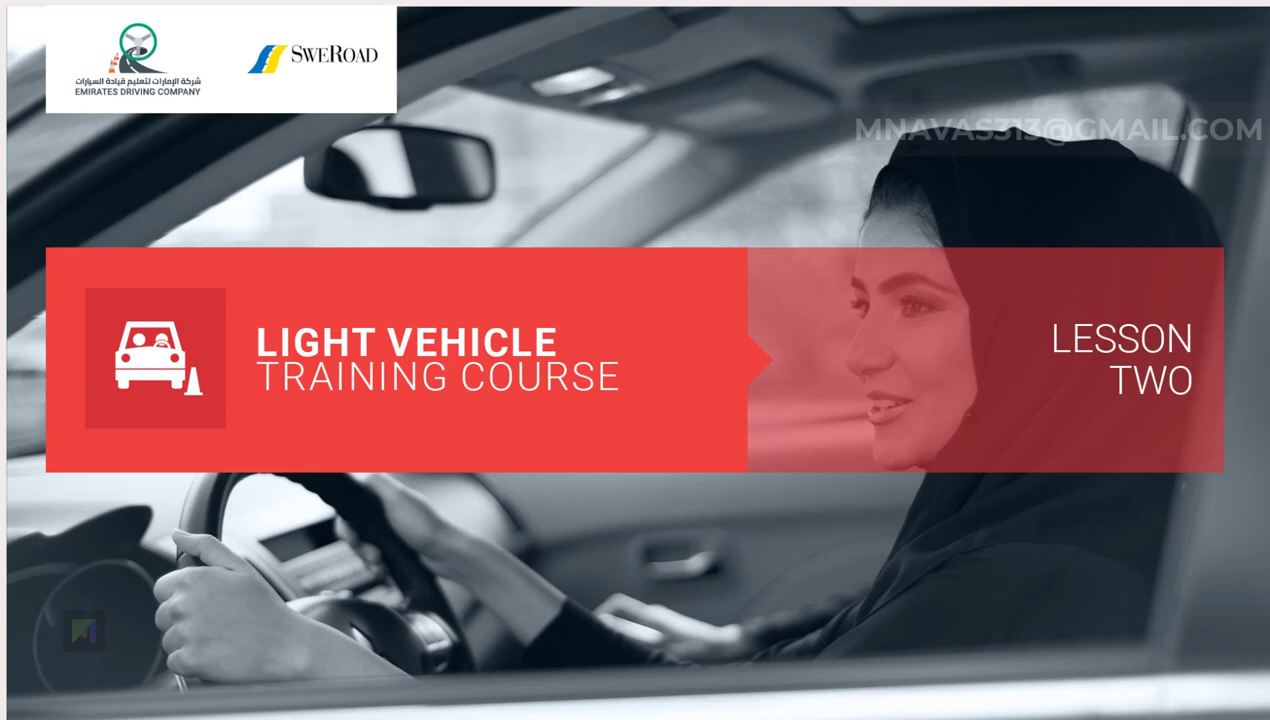 شركة الإمارات لتعليم قيادة السيارات
EMIRATES DRIVING COMPANY
SWEROAD
MNAVAS313@GMAIL.COM
LIGHT VEHICLE
TRAINING COURSE
LESSON
TWO